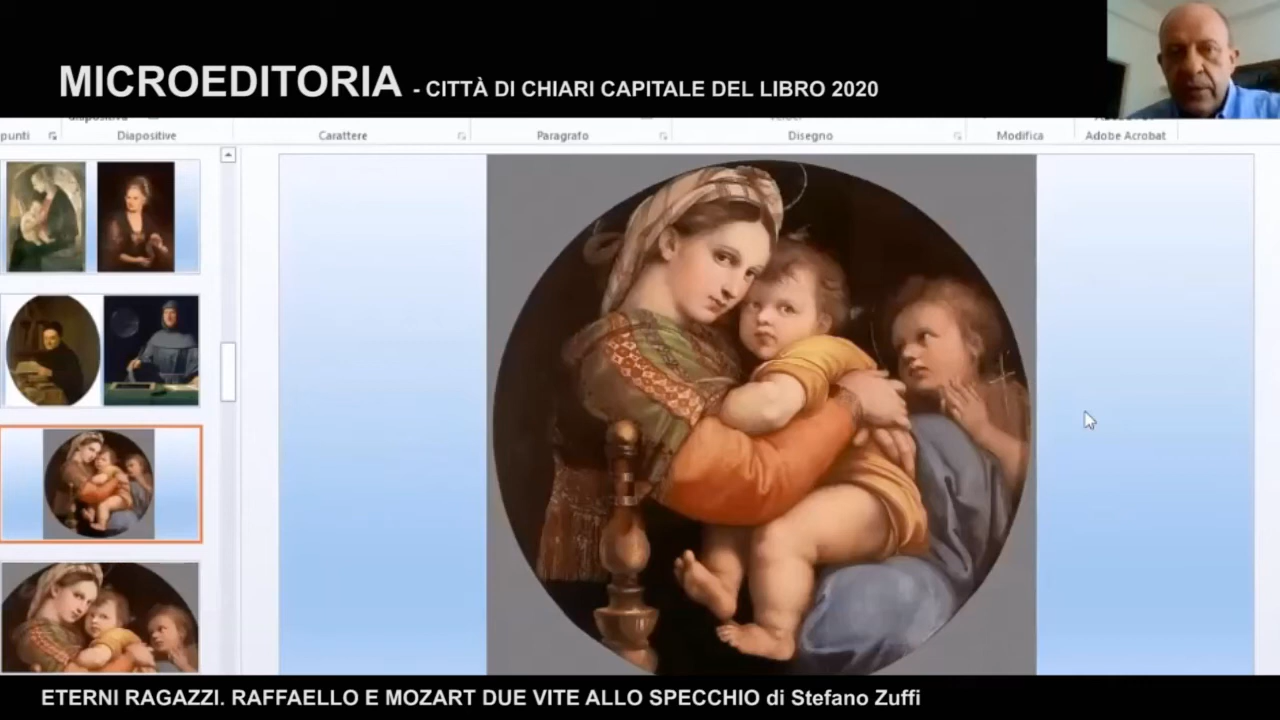 MICROEDITORIA - CITTÀ DI CHIARI CAPITALE DEL LIBRO 2020
punti Diapositive Carattere Paragrafo Disegno Modifica Adobe Acrobat
ETERNI RAGAZZI. RAFFAELLO E MOZART DUE VITE ALLO SPECCHIO di Stefano Zuffi